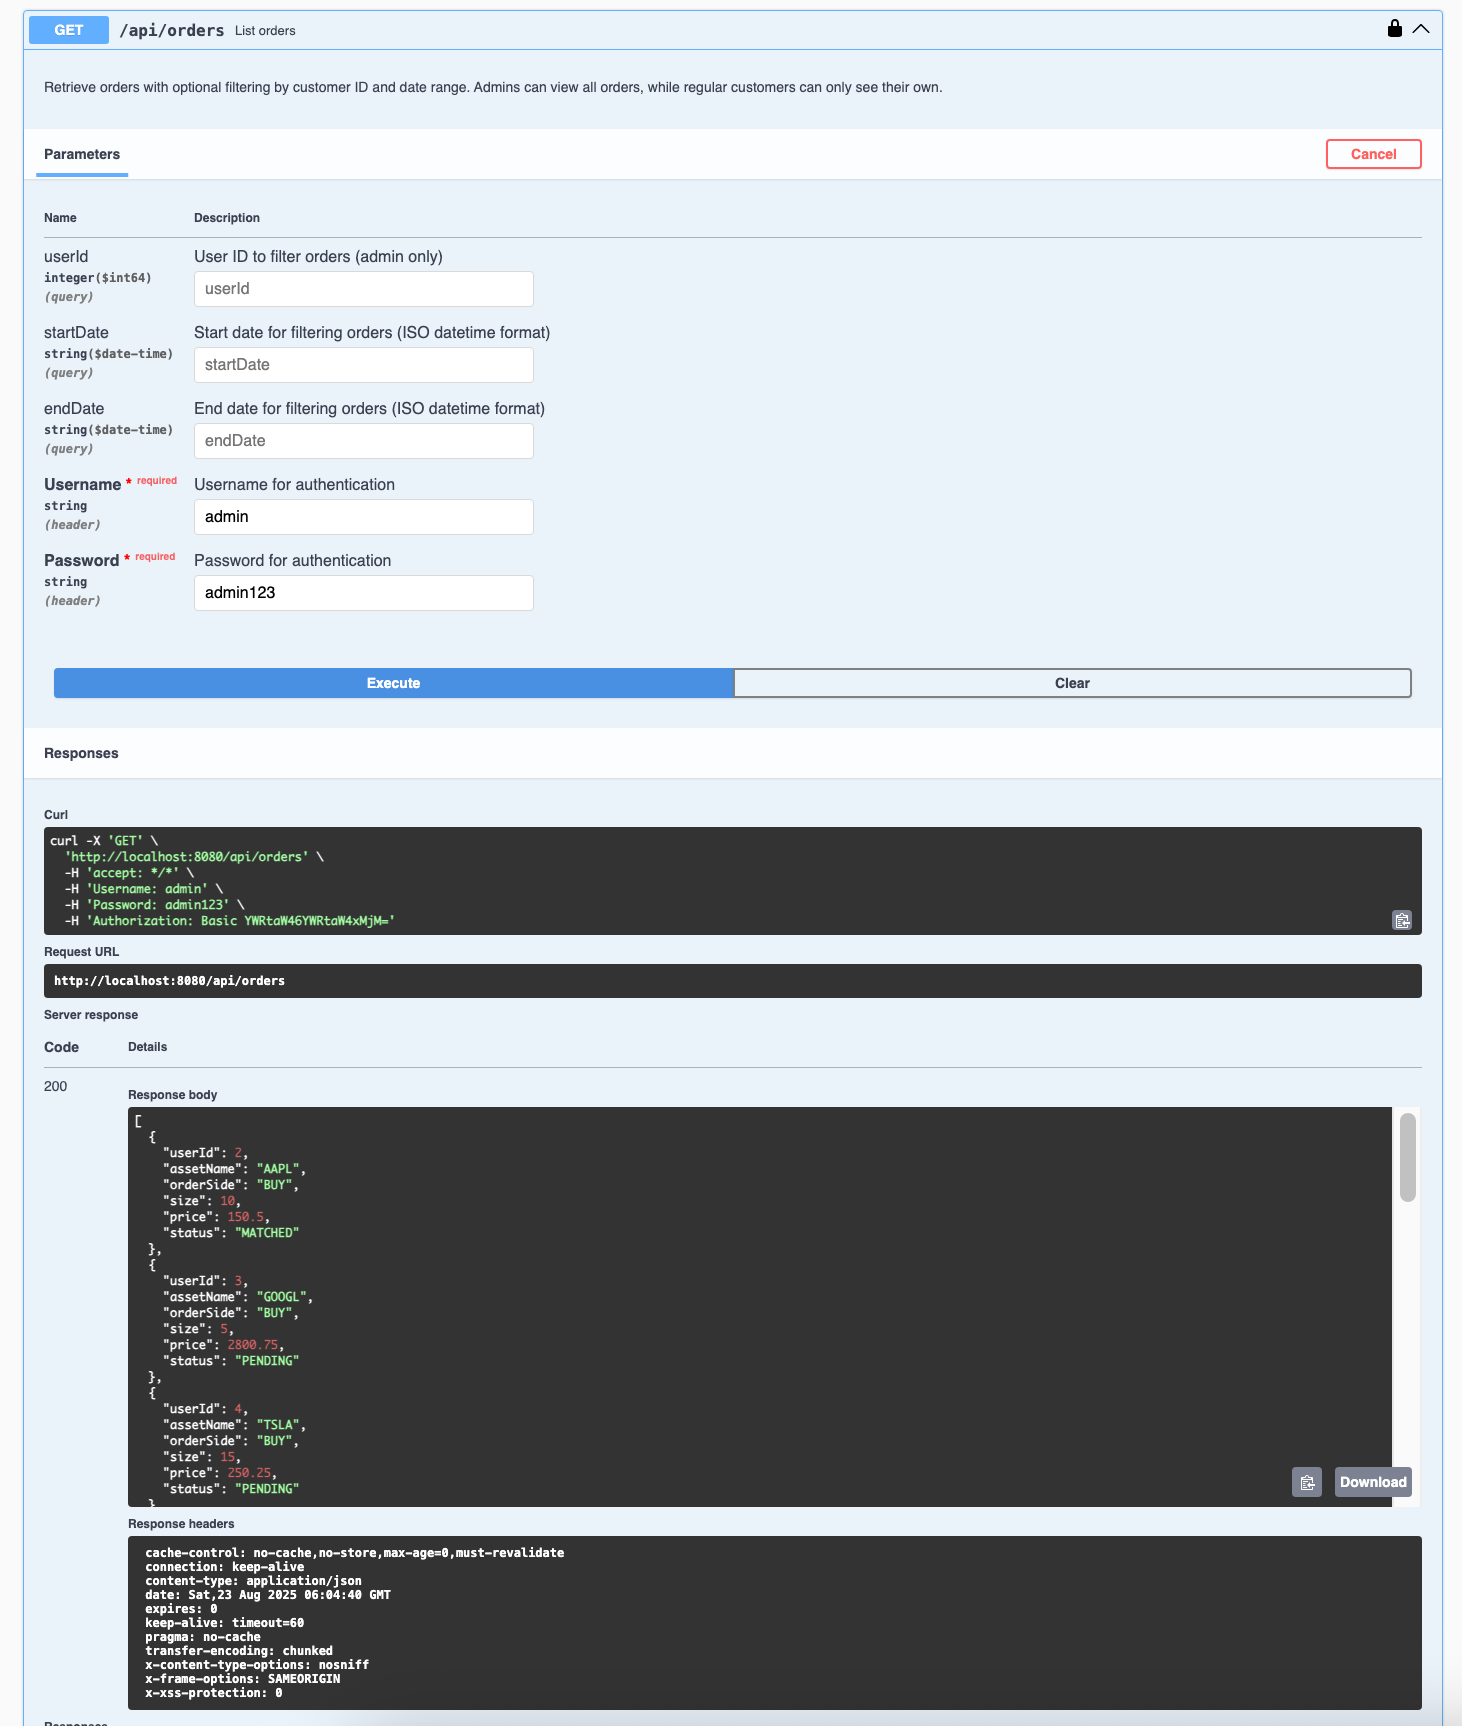 GET /api/orders List orders
Retrieve orders with optional filtering by customer ID and date range. Admins can view all orders, while regular customers can only see their own.
Parameters
Cancel
Name Description
userId
integer($int64)
(query)
User ID to filter orders (admin only)
userId
startDate
string($date-time)
(query)
Start date for filtering orders (ISO datetime format)
startDate
endDate
string($date-time)
(query)
End date for filtering orders (ISO datetime format)
endDate
Username * required
string
(header)
Username for authentication
admin
Password * required
string
(header)
Password for authentication
admin123
Execute
Clear
Responses
Curl
curl -X 'GET' \
  'http://localhost:8080/api/orders' \
  -H 'accept: */*' \
  -H 'Username: admin' \
  -H 'Password: admin123' \
  -H 'Authorization: Basic YWRtaW46YWRtaW4xMjM='
Request URL
http://localhost:8080/api/orders
Server response
Code Details
200
Response body
[
  {
    "userId": 2,
    "assetName": "AAPL",
    "orderSide": "BUY",
    "size": 10,
    "price": 150.5,
    "status": "MATCHED"
  },
  {
    "userId": 3,
    "assetName": "GOOGL",
    "orderSide": "BUY",
    "size": 5,
    "price": 2800.75,
    "status": "PENDING"
  },
  {
    "userId": 4,
    "assetName": "TSLA",
    "orderSide": "BUY",
    "size": 15,
    "price": 250.25,
    "status": "PENDING"
  }
Download
Response headers
cache-control: no-cache,no-store,max-age=0,must-revalidate
connection: keep-alive
content-type: application/json
date: Sat,23 Aug 2025 06:04:40 GMT
expires: 0
keep-alive: timeout=60
pragma: no-cache
transfer-encoding: chunked
x-content-type-options: nosniff
x-frame-options: SAMEORIGIN
x-xss-protection: 0
Responses